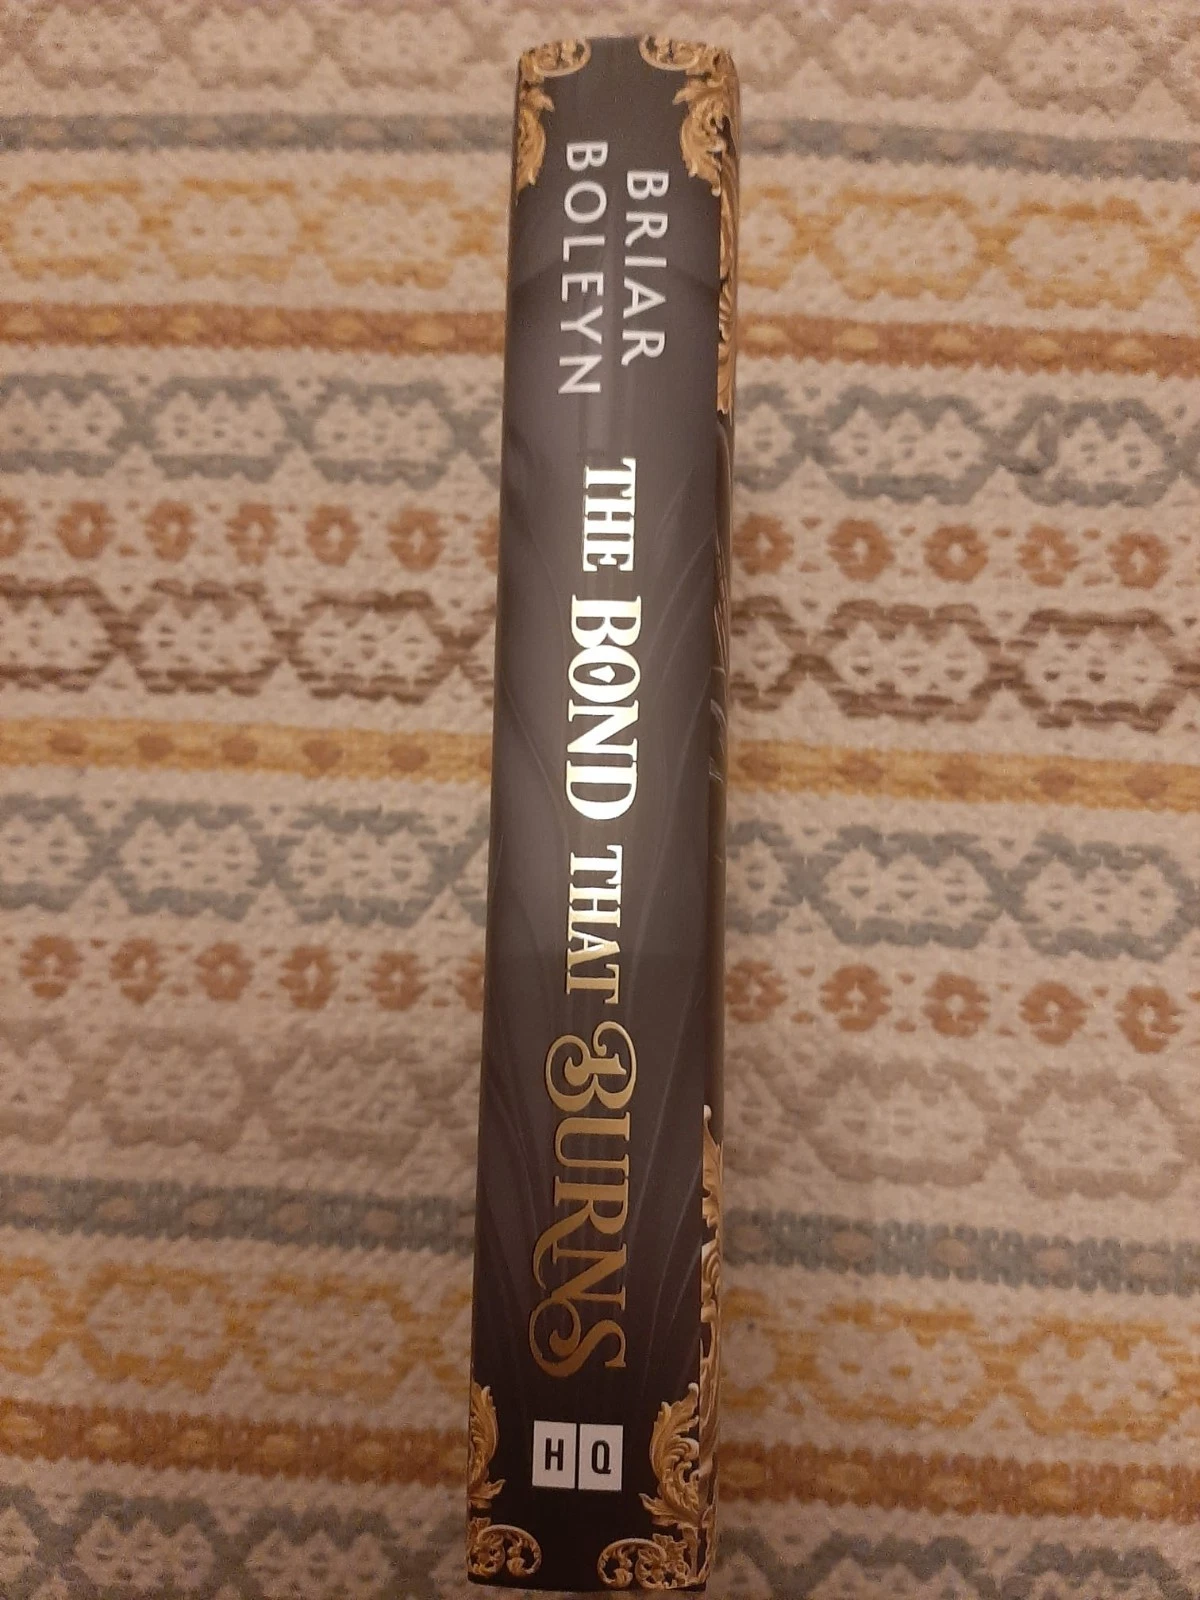 BRIAR
BOLEYN
THE BOND THAT BURNS
HQ